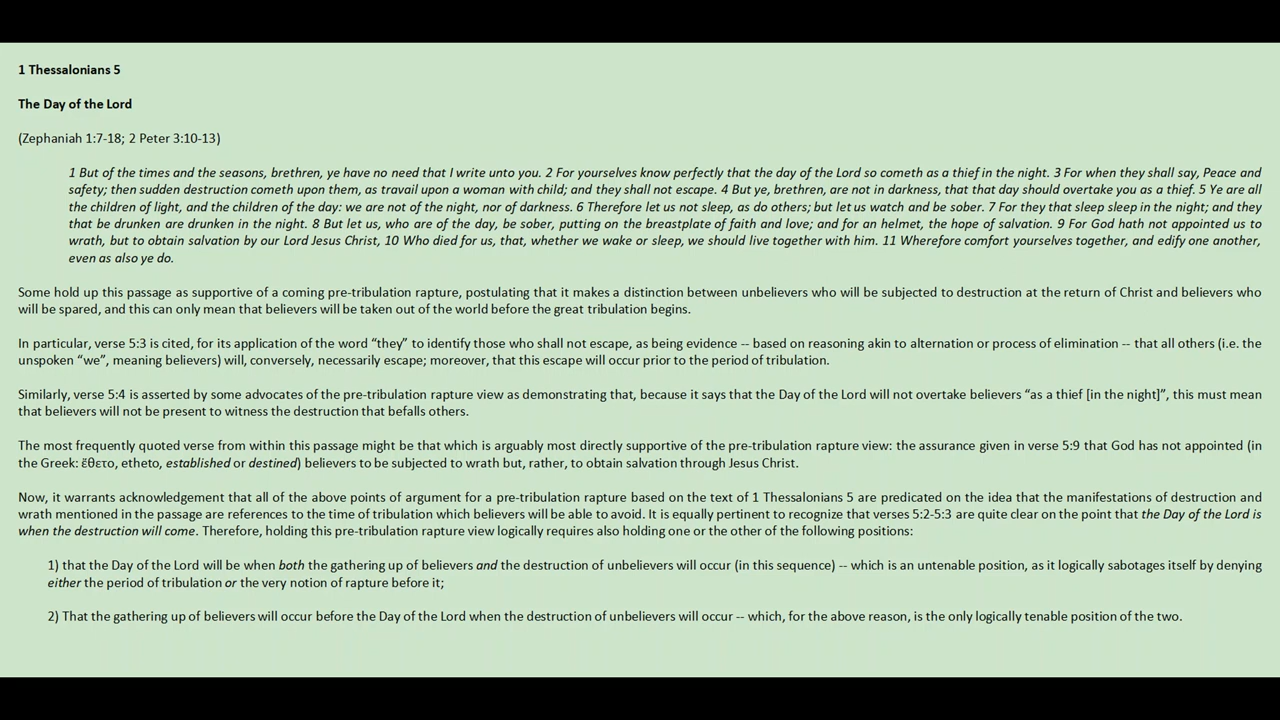 1 Thessalonians 5
The Day of the Lord
(Zephaniah 1:7-18; 2 Peter 3:10-13)
1 But of the times and the seasons, brethren, ye have no need that I write unto you. 2 For yourselves know perfectly that the day of the Lord so cometh as a thief in the night. 3 For when they shall say, Peace and
safety; then sudden destruction cometh upon them, as travail upon a woman with child; and they shall not escape. 4 But ye, brethren, are not in darkness, that that day should overtake you as a thief. 5 Ye are all
the children of light, and the children of the day: we are not of the night, nor of darkness. 6 Therefore let us not sleep, as do others; but let us watch and be sober. 7 For they that sleep sleep in the night; and they
that be drunken are drunken in the night. 8 But let us, who are of the day, be sober, putting on the breastplate of faith and love; and for an helmet, the hope of salvation. 9 For God hath not appointed us to
wrath, but to obtain salvation by our Lord Jesus Christ, 10 Who died for us, that, whether we wake or sleep, we should live together with him. 11 Wherefore comfort yourselves together, and edify one another,
even as also ye do.
Some hold up this passage as supportive of a coming pre-tribulation rapture, postulating that it makes a distinction between unbelievers who will be subjected to destruction at the return of Christ and believers who
will be spared, and this can only mean that believers will be taken out of the world before the great tribulation begins.
In particular, verse 5:3 is cited, for its application of the word “they” to identify those who shall not escape, as being evidence -- based on reasoning akin to alternation or process of elimination -- that all others (i.e. the
unspoken “we”, meaning believers) will, conversely, necessarily escape; moreover, that this escape will occur prior to the period of tribulation.
Similarly, verse 5:4 is asserted by some advocates of the pre-tribulation rapture view as demonstrating that, because it says that the Day of the Lord will not overtake believers “as a thief [in the night]”, this must mean
that believers will not be present to witness the destruction that befalls others.
The most frequently quoted verse from within this passage might be that which is arguably most directly supportive of the pre-tribulation rapture view: the assurance given in verse 5:9 that God has not appointed (in
the Greek: ἔθετο, etheto, established or destined) believers to be subjected to wrath but, rather, to obtain salvation through Jesus Christ.
Now, it warrants acknowledgement that all of the above points of argument for a pre-tribulation rapture based on the text of 1 Thessalonians 5 are predicated on the idea that the manifestations of destruction and
wrath mentioned in the passage are references to the time of tribulation which believers will be able to avoid. It is equally pertinent to recognize that verses 5:2-5:3 are quite clear on the point that the Day of the Lord is
when the destruction will come. Therefore, holding this pre-tribulation rapture view logically requires also holding one or the other of the following positions:
1) that the Day of the Lord will be when both the gathering up of believers and the destruction of unbelievers will occur (in this sequence) -- which is an untenable position, as it logically sabotages itself by denying
either the period of tribulation or the very notion of rapture before it;
2) That the gathering up of believers will occur before the Day of the Lord when the destruction of unbelievers will occur -- which, for the above reason, is the only logically tenable position of the two.